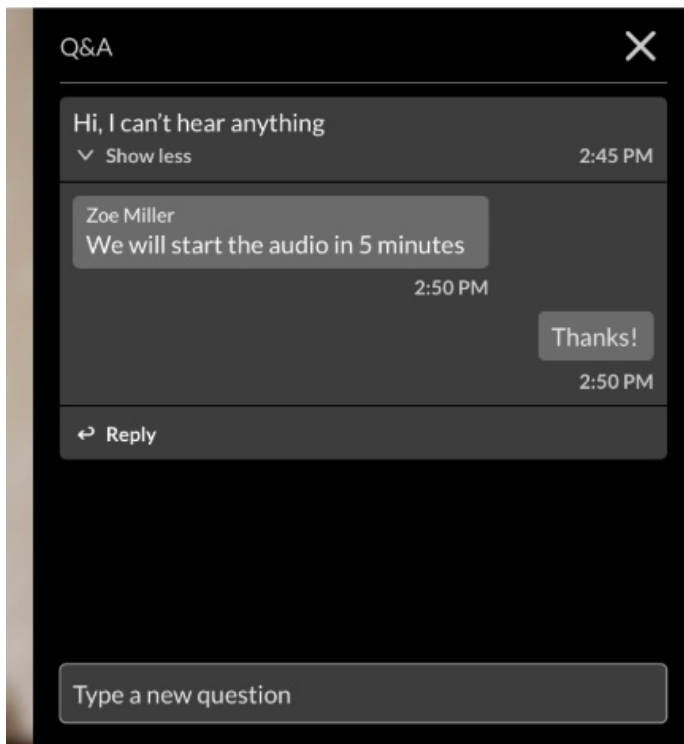 Q&A
Hi, I can’t hear anything
Show less
2:45 PM
Zoe Miller
We will start the audio in 5 minutes
2:50 PM
Thanks!
2:50 PM
Reply
Type a new question